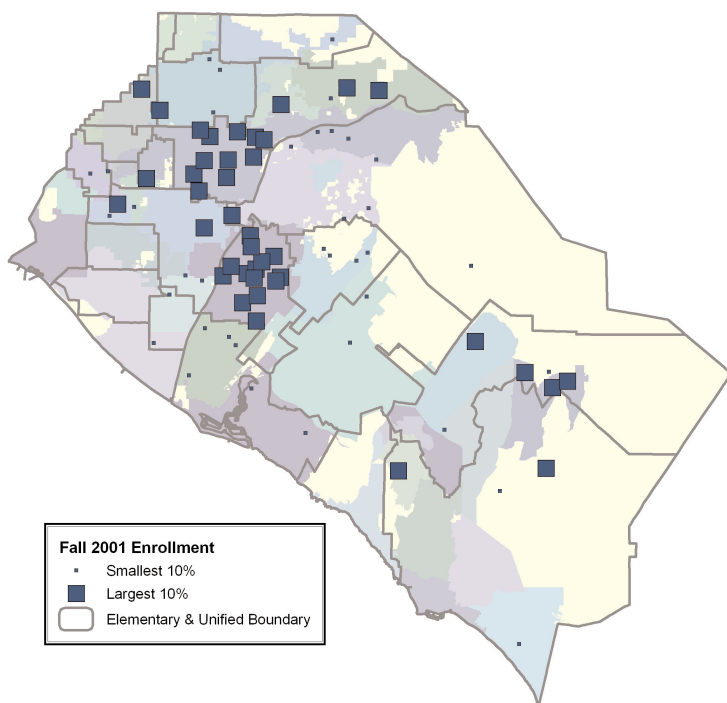 Fall 2001 Enrollment
Smallest 10%
Largest 10%
Elementary & Unified Boundary